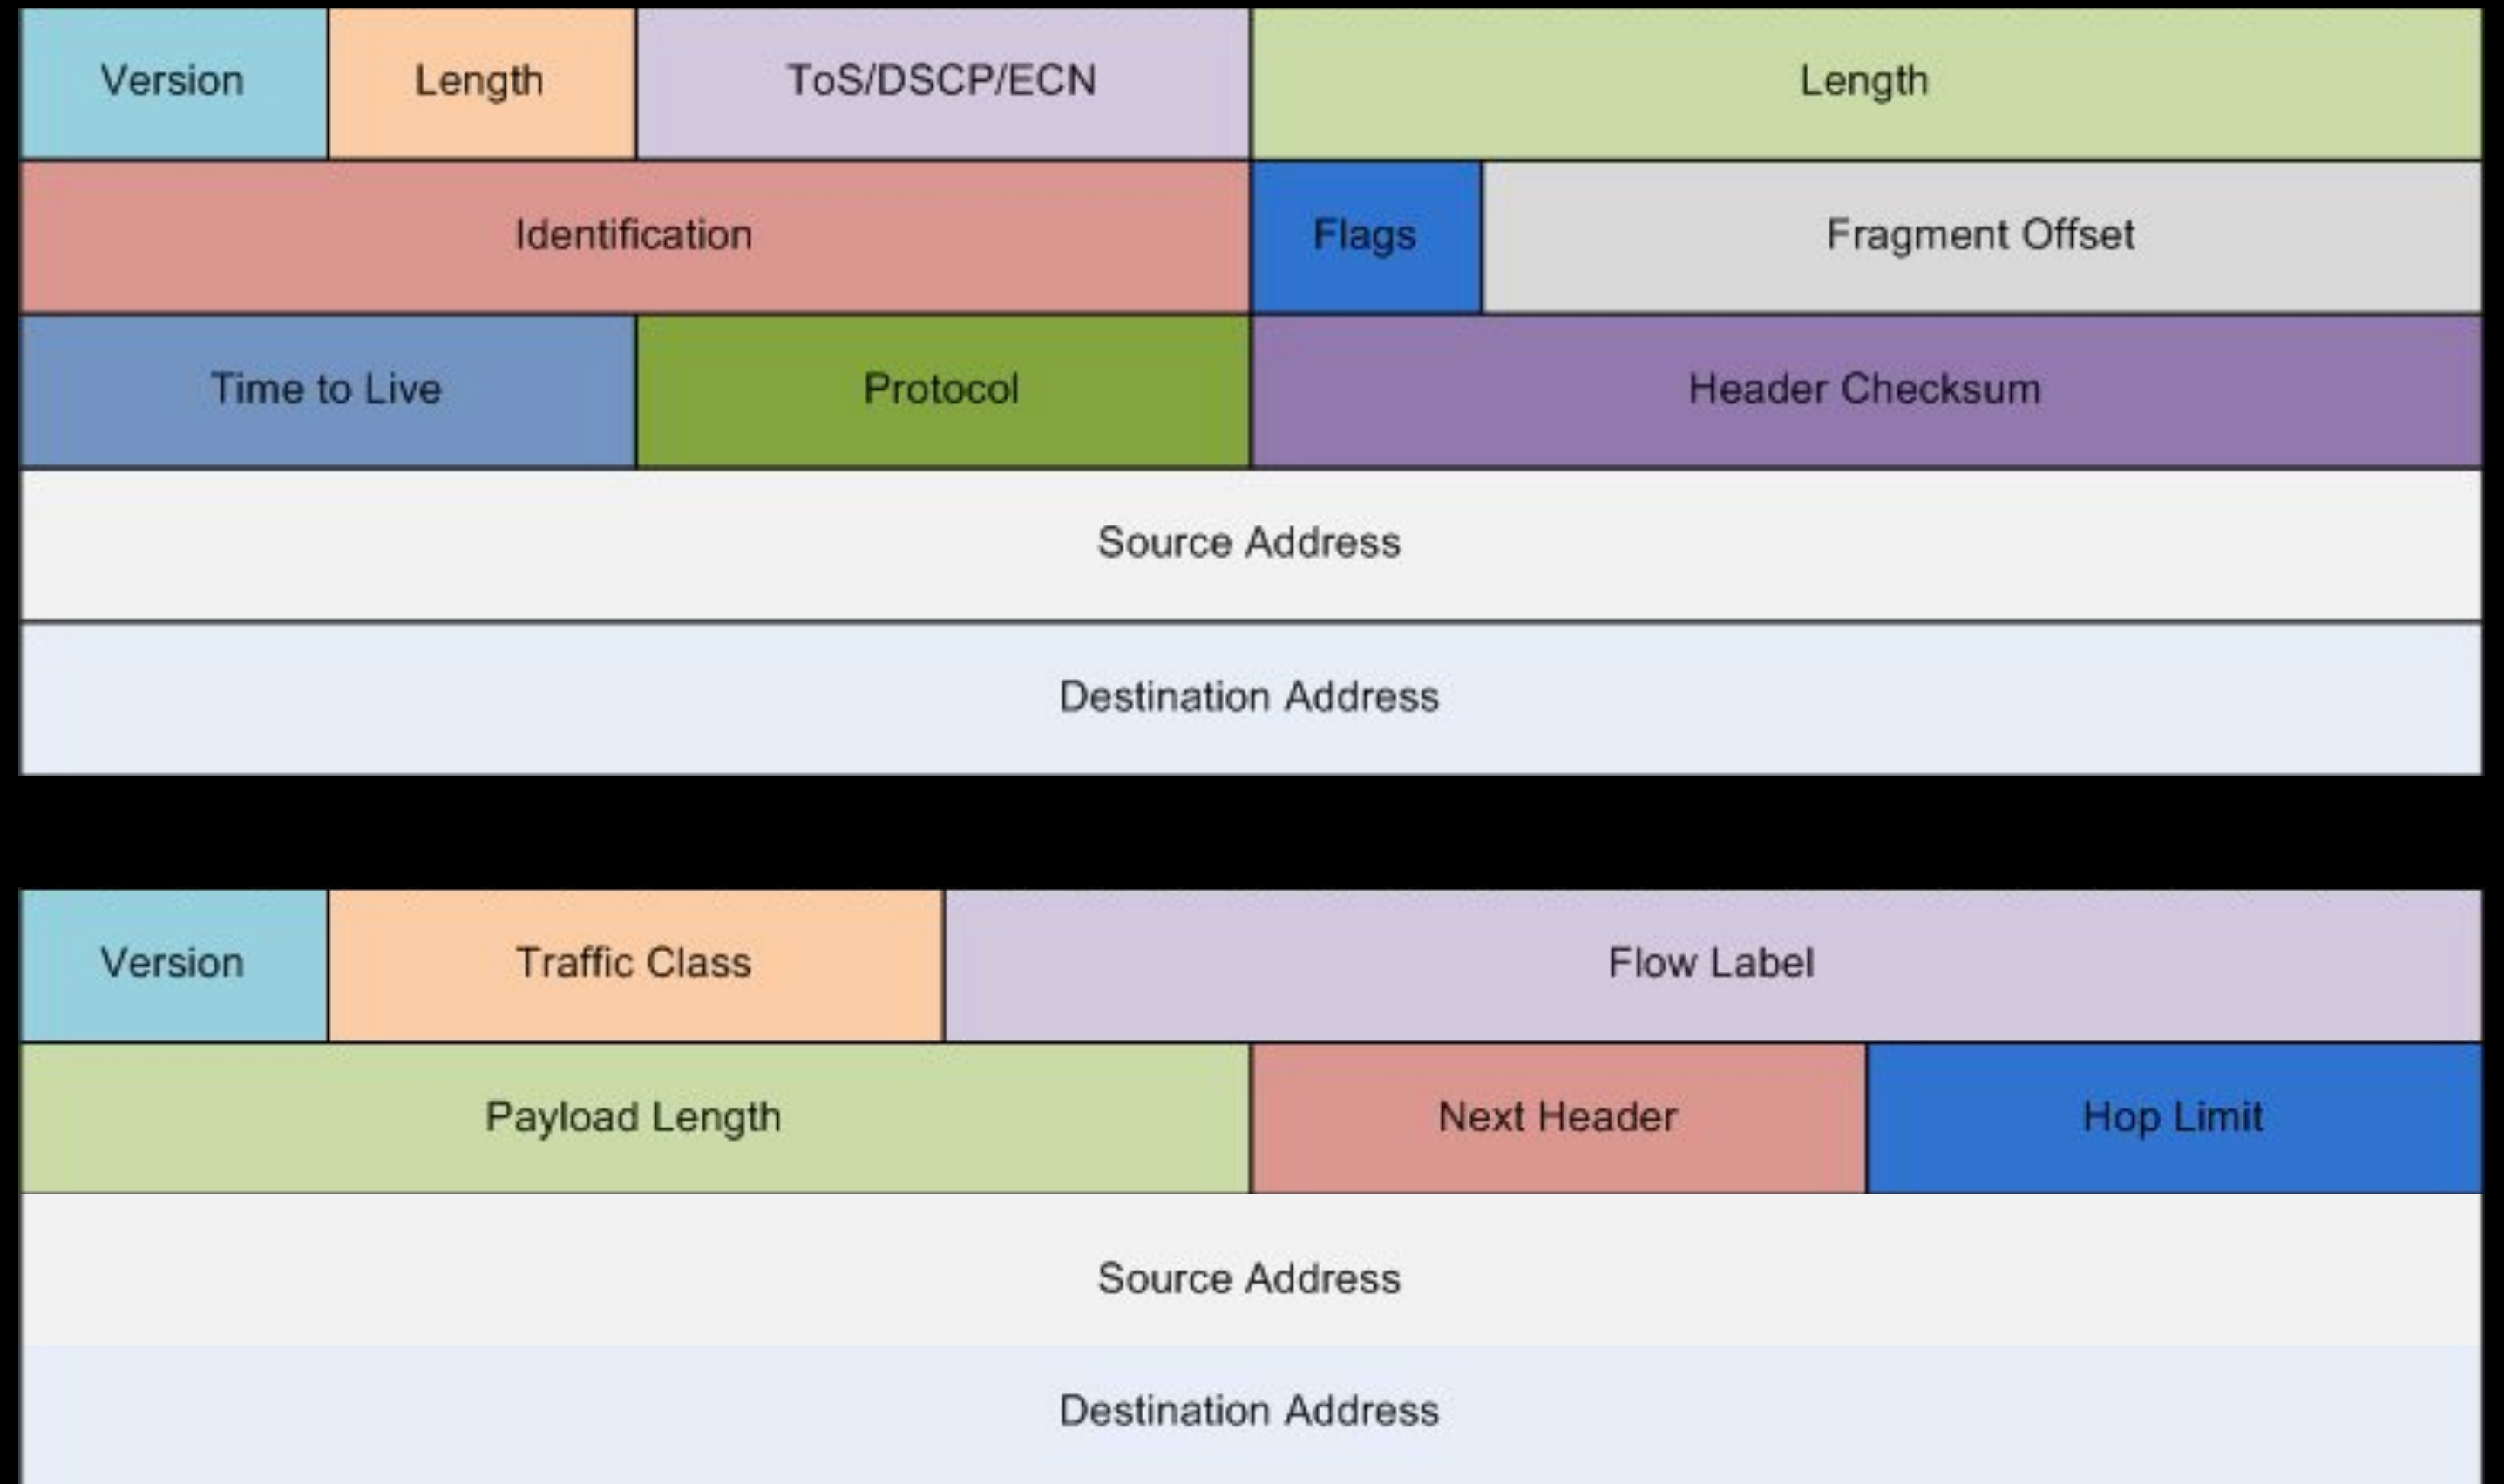 Version
Length
ToS/DSCP/ECN
Length
Identification
Flags
Fragment Offset
Time to Live
Protocol
Header Checksum
Source Address
Destination Address
Version
Traffic Class
Flow Label
Payload Length
Next Header
Hop Limit
Source Address
Destination Address